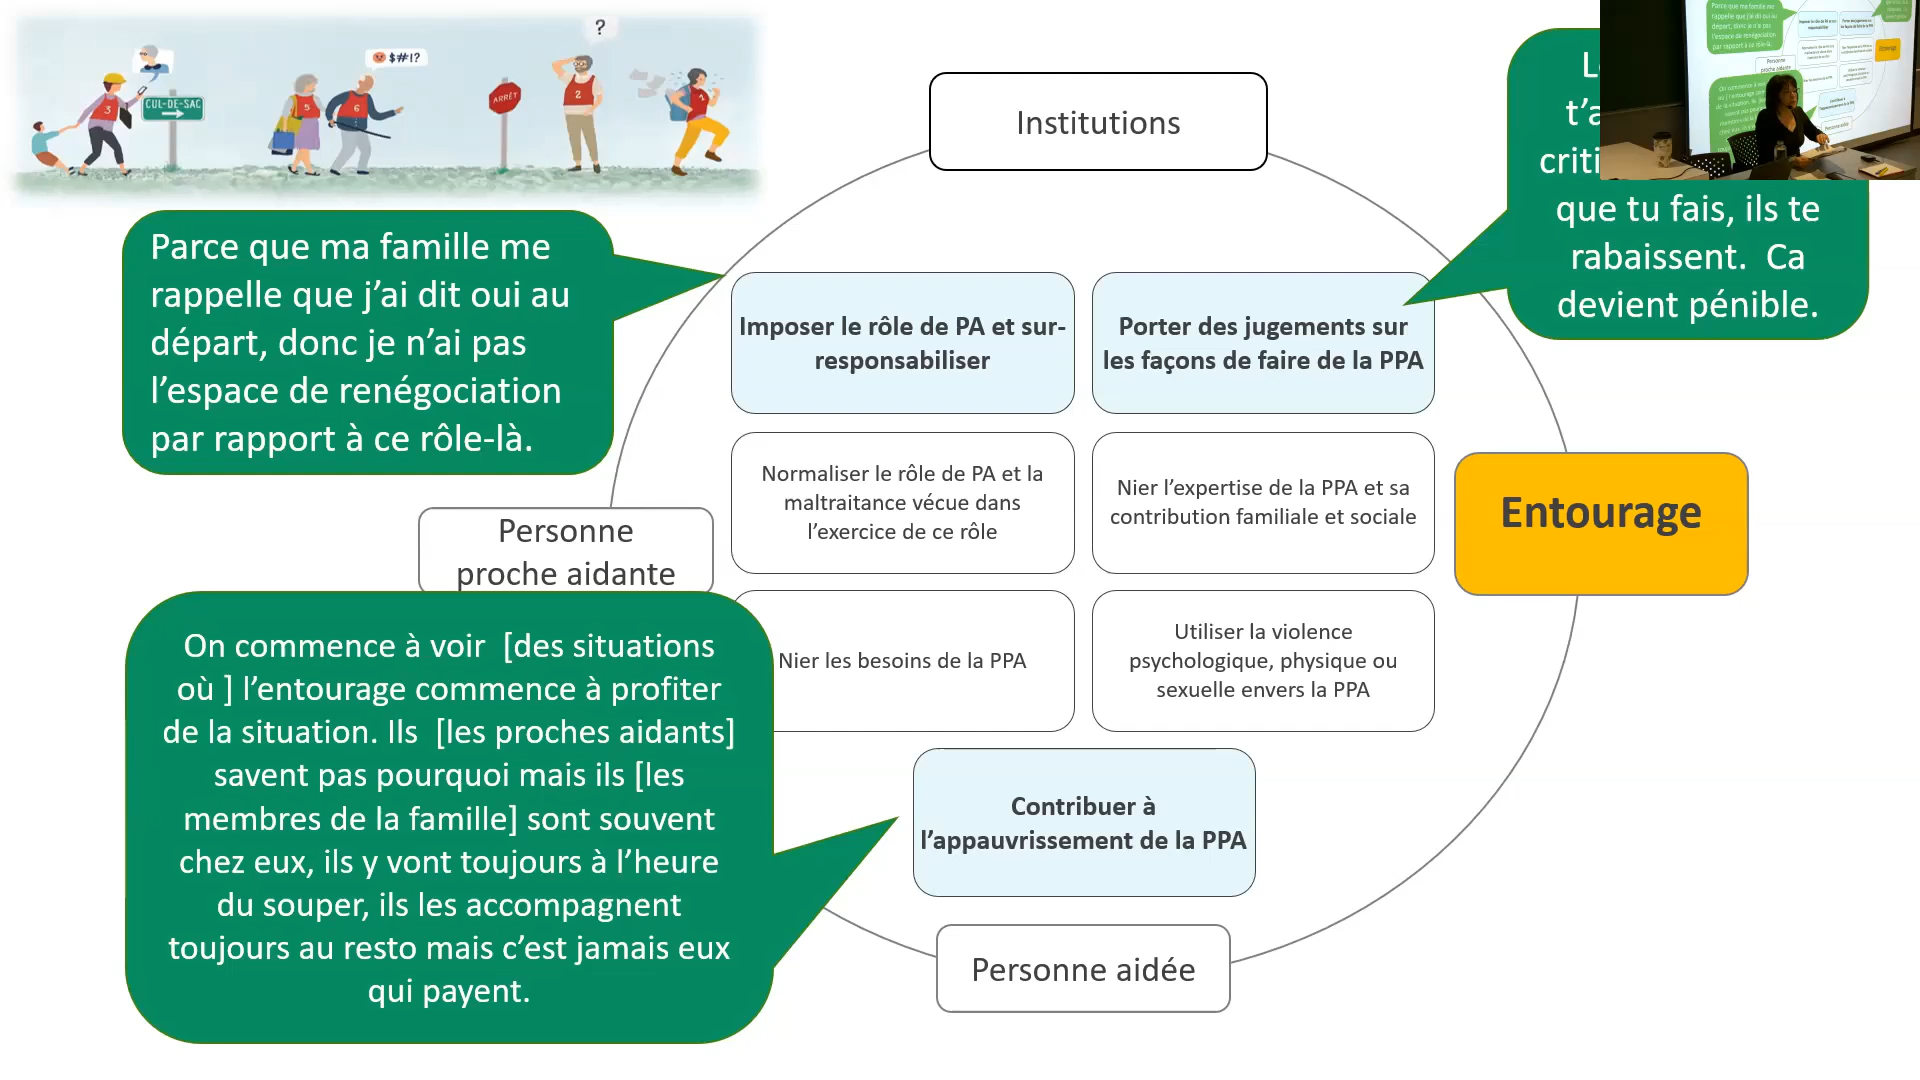 ?
$#!?
CUL-DE-SAC
3
5
6
ARRÊT
2
1
Institutions
que tu fais, ils te
rabaissent. Ca
devient pénible.
Parce que ma famille me
rappelle que j’ai dit oui au
départ, donc je n’ai pas
l’espace de renégociation
par rapport à ce rôle-là.
Imposer le rôle de PA et sur-
responsabiliser
Porter des jugements sur
les façons de faire de la PPA
Normaliser le rôle de PA et la
maltraitance vécue dans
l’exercice de ce rôle
Nier l’expertise de la PPA et sa
contribution familiale et sociale
Entourage
Personne
proche aidante
Nier les besoins de la PPA
Utiliser la violence
psychologique, physique ou
sexuelle envers la PPA
On commence à voir [des situations
où ] l’entourage commence à profiter
de la situation. Ils [les proches aidants]
savent pas pourquoi mais ils [les
membres de la famille] sont souvent
chez eux, ils y vont toujours à l’heure
du souper, ils les accompagnent
toujours au resto mais c’est jamais eux
qui payent.
Contribuer à
l’appauvrissement de la PPA
Personne aidée